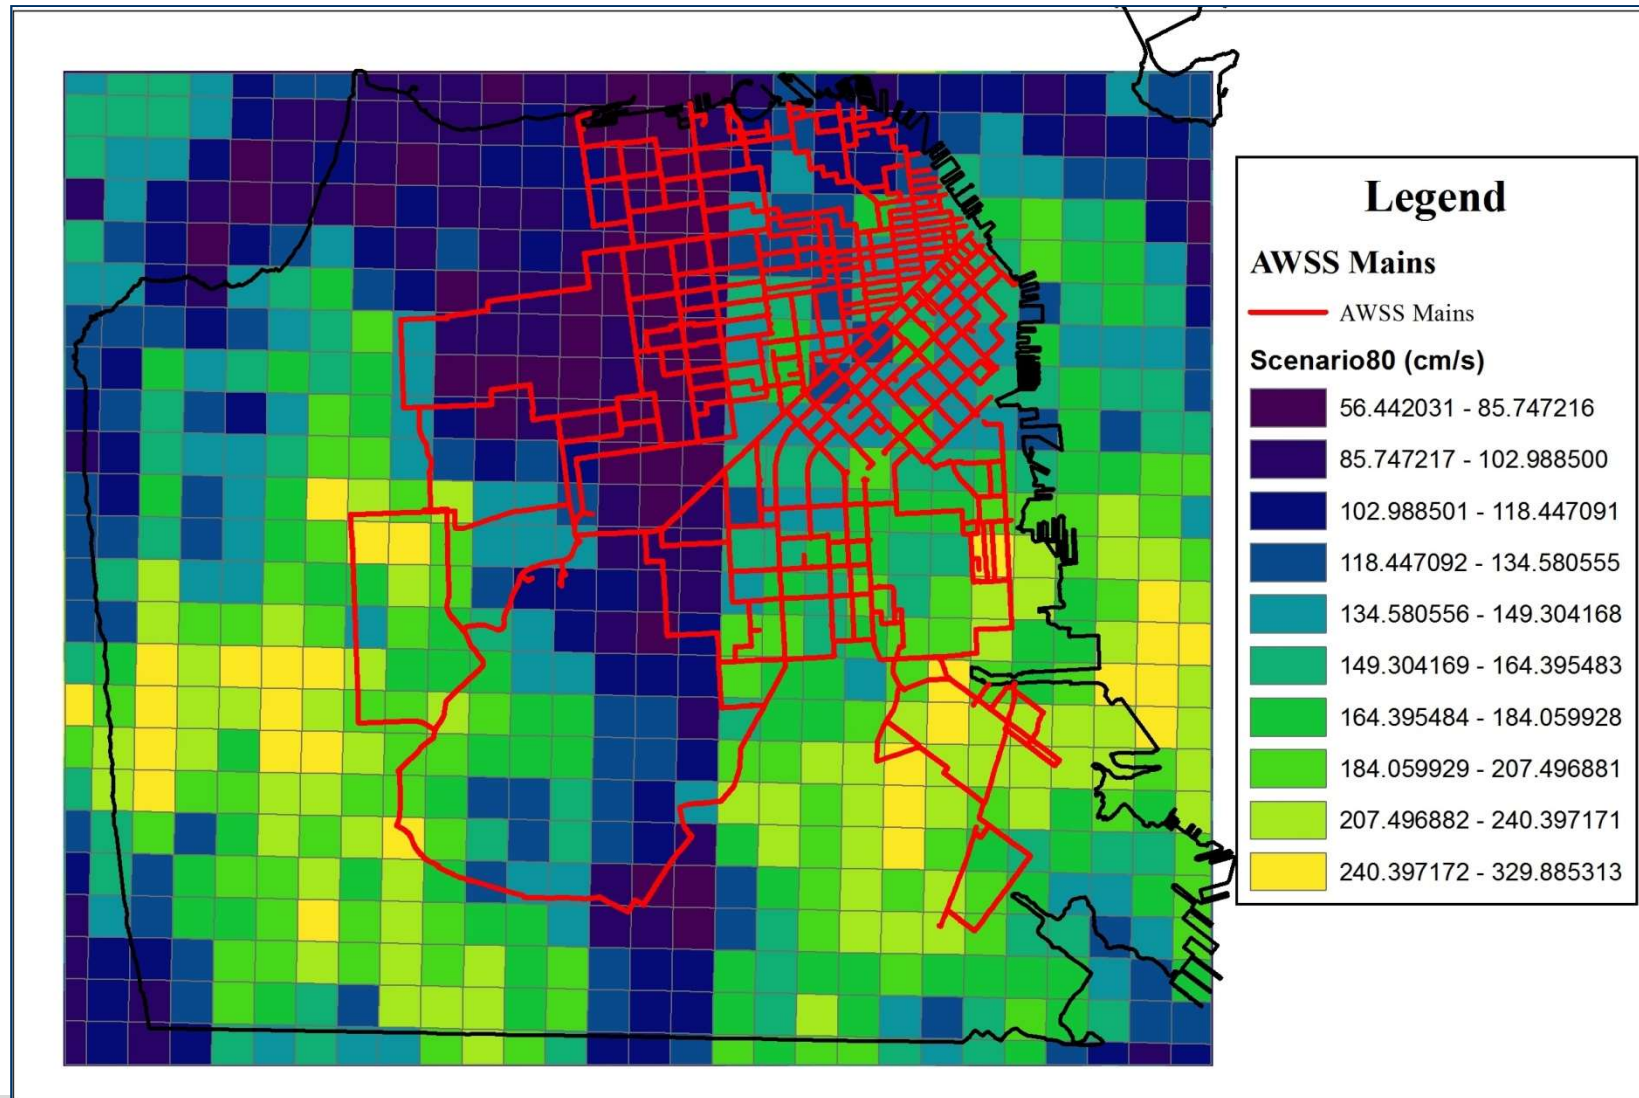 Legend
AWSS Mains
AWSS Mains
Scenario80 (cm/s)
56.442031 - 85.747216
85.747217 - 102.988500
102.988501 - 118.447091
118.447092 - 134.580555
134.580556 - 149.304168
149.304169 - 164.395483
164.395484 - 184.059928
184.059929 - 207.496881
207.496882 - 240.397171
240.397172 - 329.885313